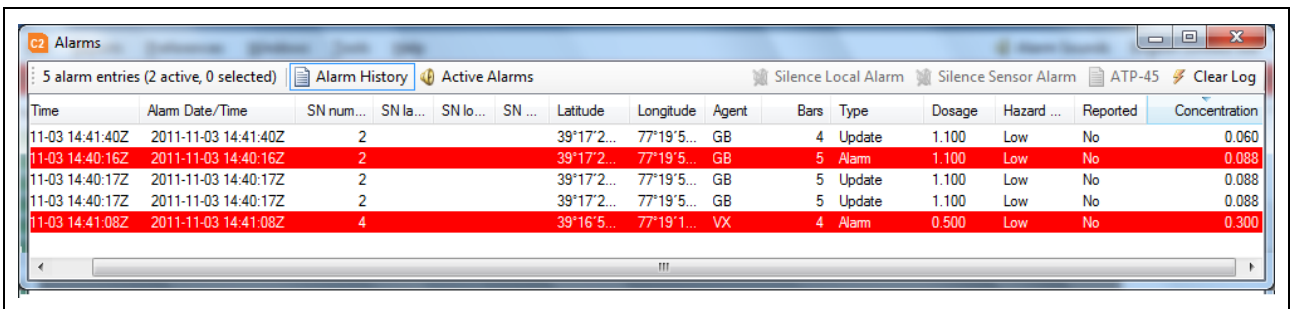 C2 Alarms
5 alarm entries (2 active, 0 selected) Alarm History Active Alarms Silence Local Alarm Silence Sensor Alarm ATP-45 Clear Log
Time Alarm Date/Time SN num... SN la... SN lo... SN ... Latitude Longitude Agent Bars Type Dosage Hazard ... Reported Concentration
11-03 14:41:40Z 2011-11-03 14:41:40Z 2 39°17'2... 77°19'5... GB 4 Update 1.100 Low No 0.060
11-03 14:40:16Z 2011-11-03 14:40:16Z 2 39°17'2... 77°19'5... GB 5 Alarm 1.100 Low No 0.088
11-03 14:40:17Z 2011-11-03 14:40:17Z 2 39°17'2... 77°19'5... GB 5 Update 1.100 Low No 0.088
11-03 14:40:17Z 2011-11-03 14:40:17Z 2 39°17'2... 77°19'5... GB 5 Update 1.100 Low No 0.088
11-03 14:41:08Z 2011-11-03 14:41:08Z 4 39°16'5... 77°19'1... VX 4 Alarm 0.500 Low No 0.300